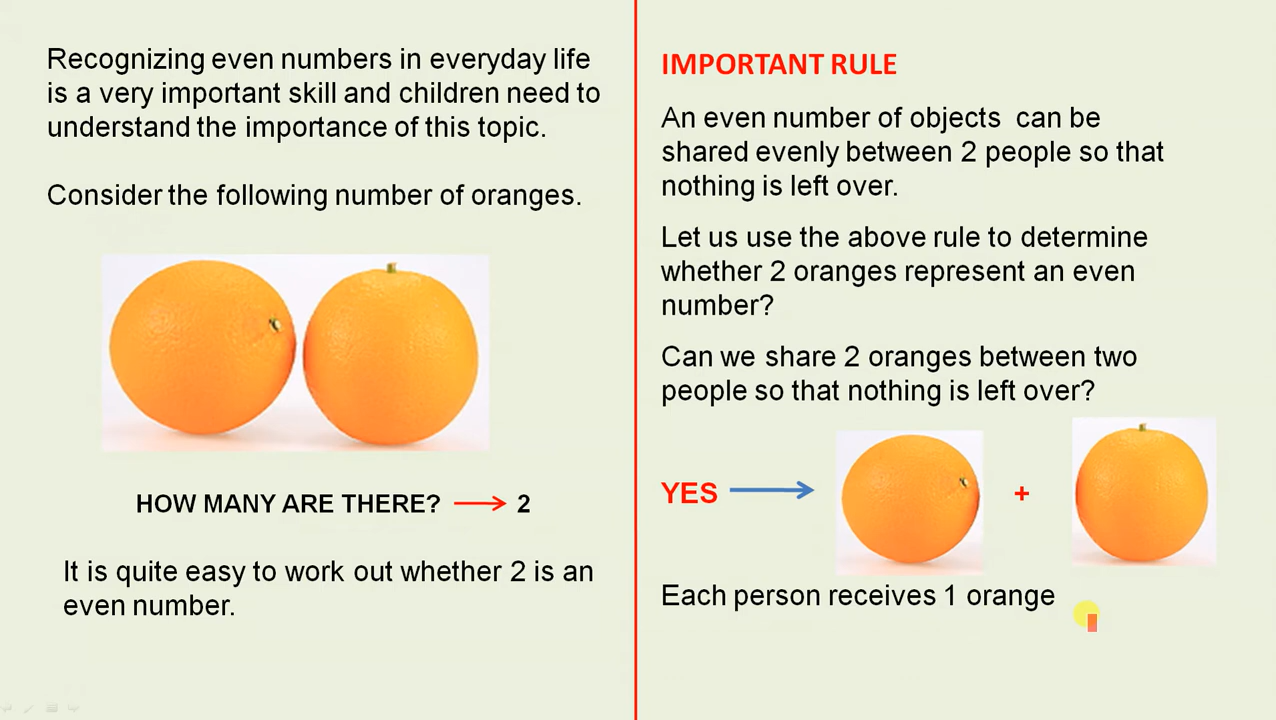 Recognizing even numbers in everyday life
is a very important skill and children need to
understand the importance of this topic.
Consider the following number of oranges.
HOW MANY ARE THERE? → 2
It is quite easy to work out whether 2 is an
even number.
IMPORTANT RULE
An even number of objects can be
shared evenly between 2 people so that
nothing is left over.
Let us use the above rule to determine
whether 2 oranges represent an even
number?
Can we share 2 oranges between two
people so that nothing is left over?
YES → +
Each person receives 1 orange